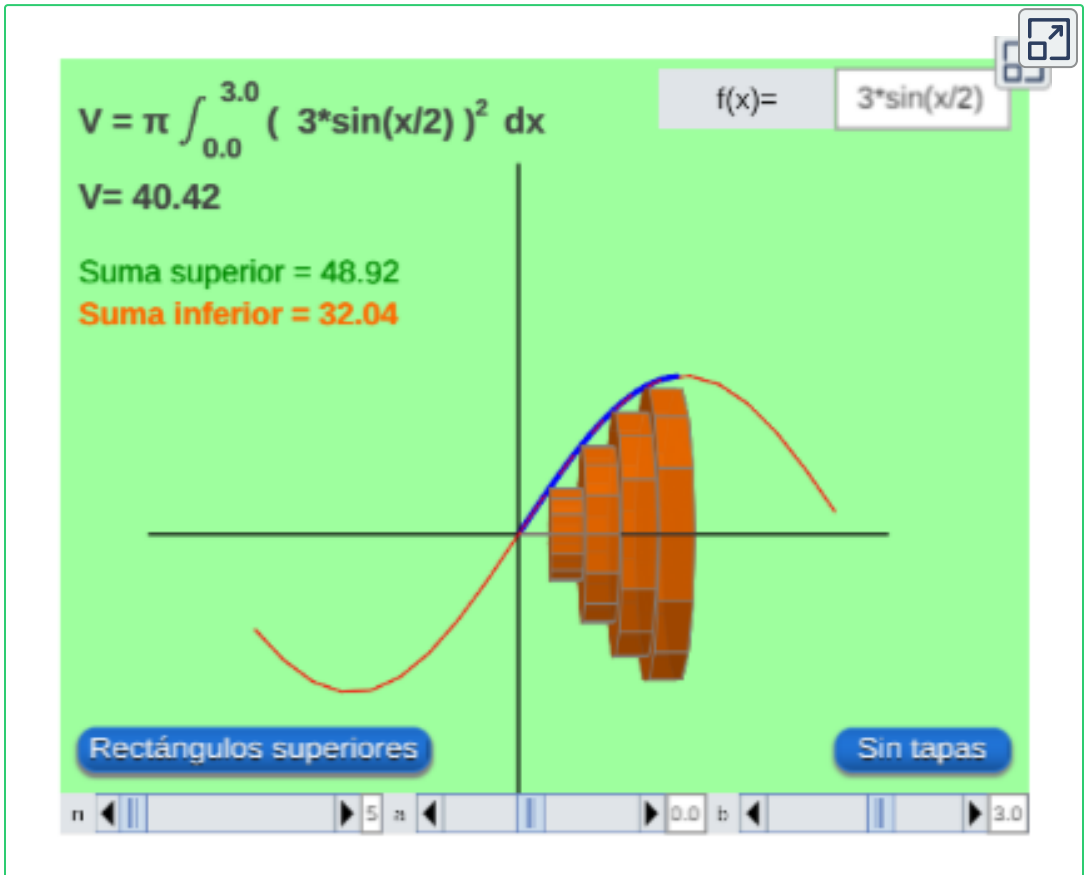 V = π ∫ 3.0 0.0 ( 3*sin(x/2) )² dx
f(x)= 3*sin(x/2)
V= 40.42
Suma superior = 48.92
Suma inferior = 32.04
Rectángulos superiores
Sin tapas
n 5 a 0.0 b 3.0